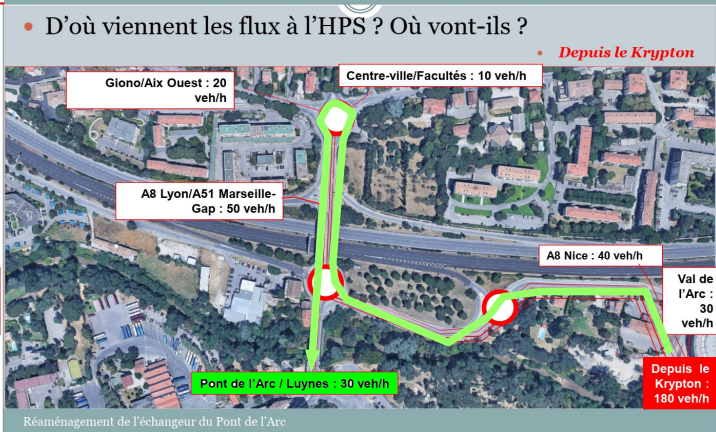 D’où viennent les flux à l’HPS ? Où vont-ils ?
Depuis le Krypton
Giono/Aix Ouest : 20
veh/h
Centre-ville/Facultés : 10 veh/h
A8 Lyon/A51 Marseille-
Gap : 50 veh/h
A8 Nice : 40 veh/h
Val de
l’Arc :
30
veh/h
Pont de l’Arc / Luynes : 30 veh/h
Depuis le
Krypton :
180 veh/h
Réaménagement de l’échangeur du Pont de l’Arc